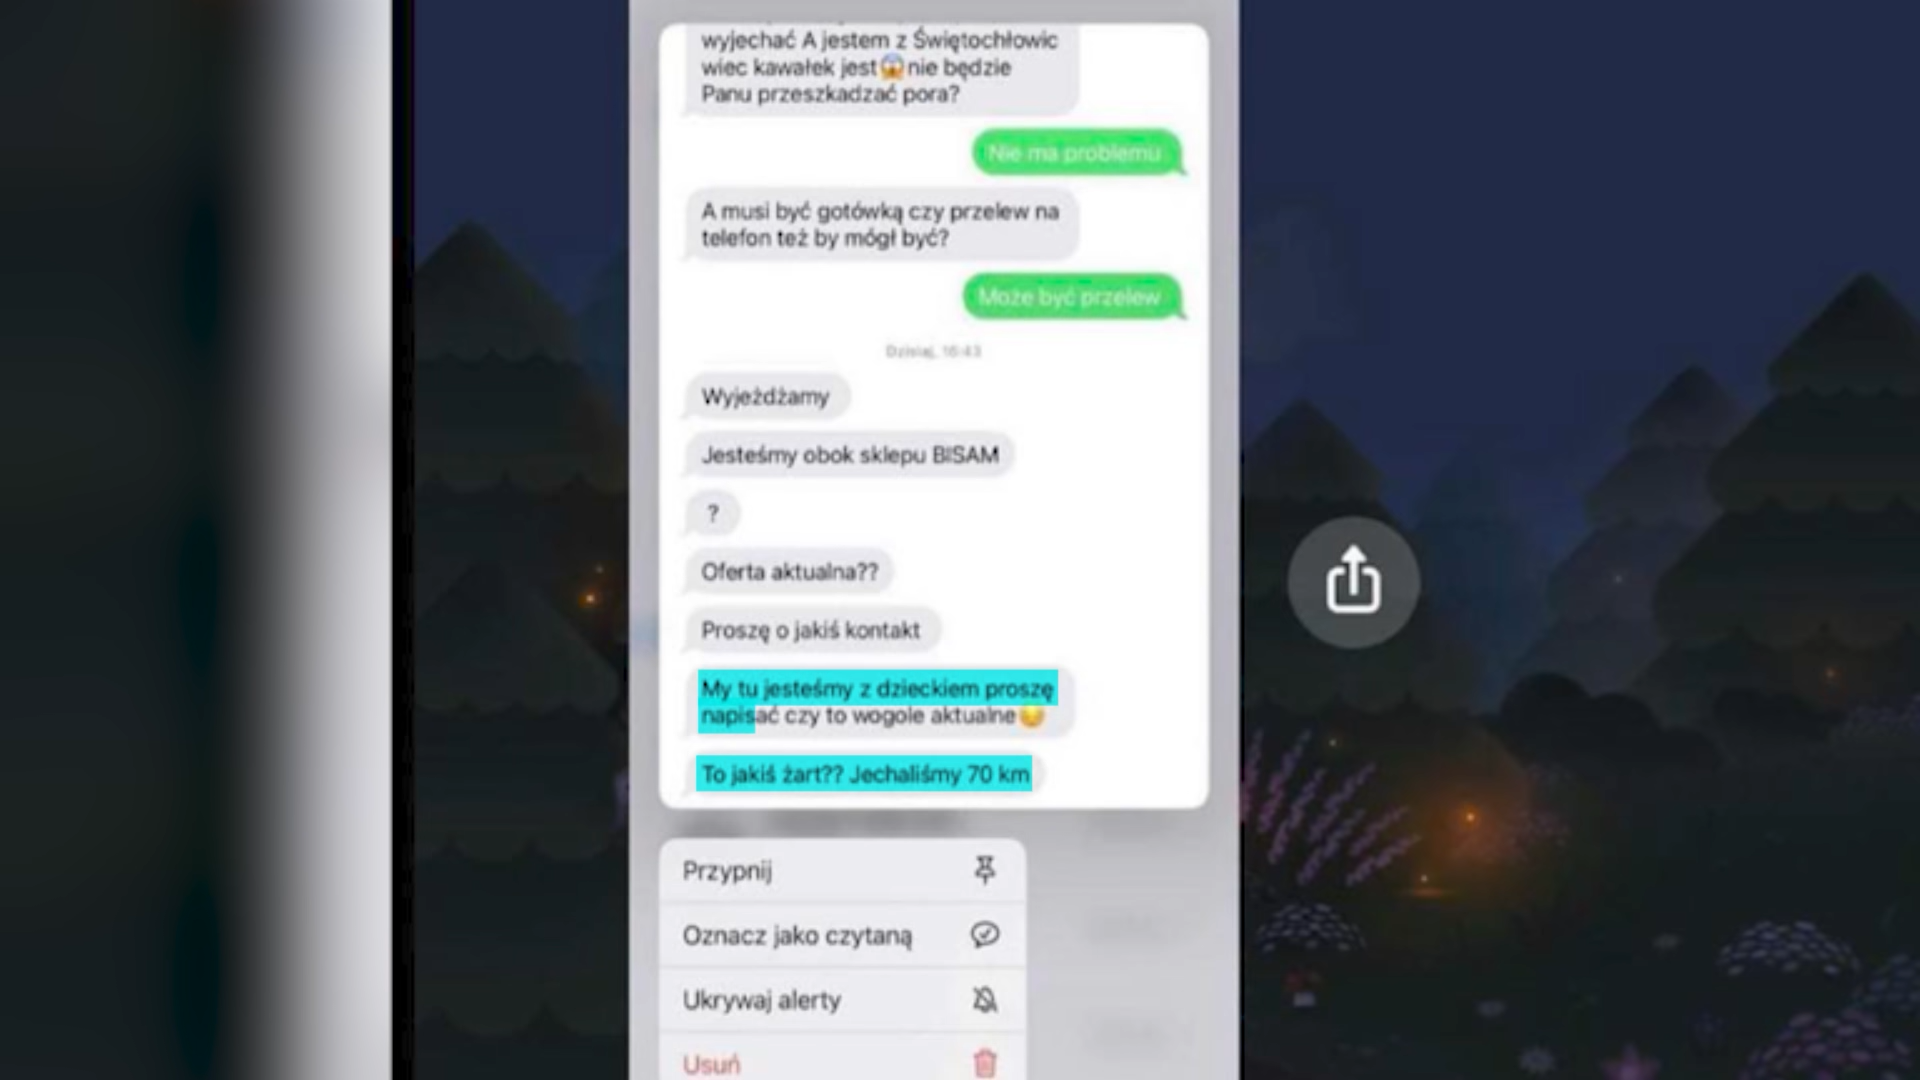 wyjechać A jestem z Świętochłowic
wiec kawałek jest😱nie będzie
Panu przeszkadzać pora?
Nie ma problemu
A musi być gotówką czy przelew na
telefon też by mógł być?
Może być przelew
Dzisiaj, 16:43
Wyjeżdżamy
Jesteśmy obok sklepu BISAM
?
Oferta aktualna??
Proszę o jakiś kontakt
My tu jesteśmy z dzieckiem proszę
napisać czy to wogole aktualne😔
To jakiś żart?? Jechaliśmy 70 km
Przypnij
Oznacz jako czytaną
Ukrywaj alerty
Usuń